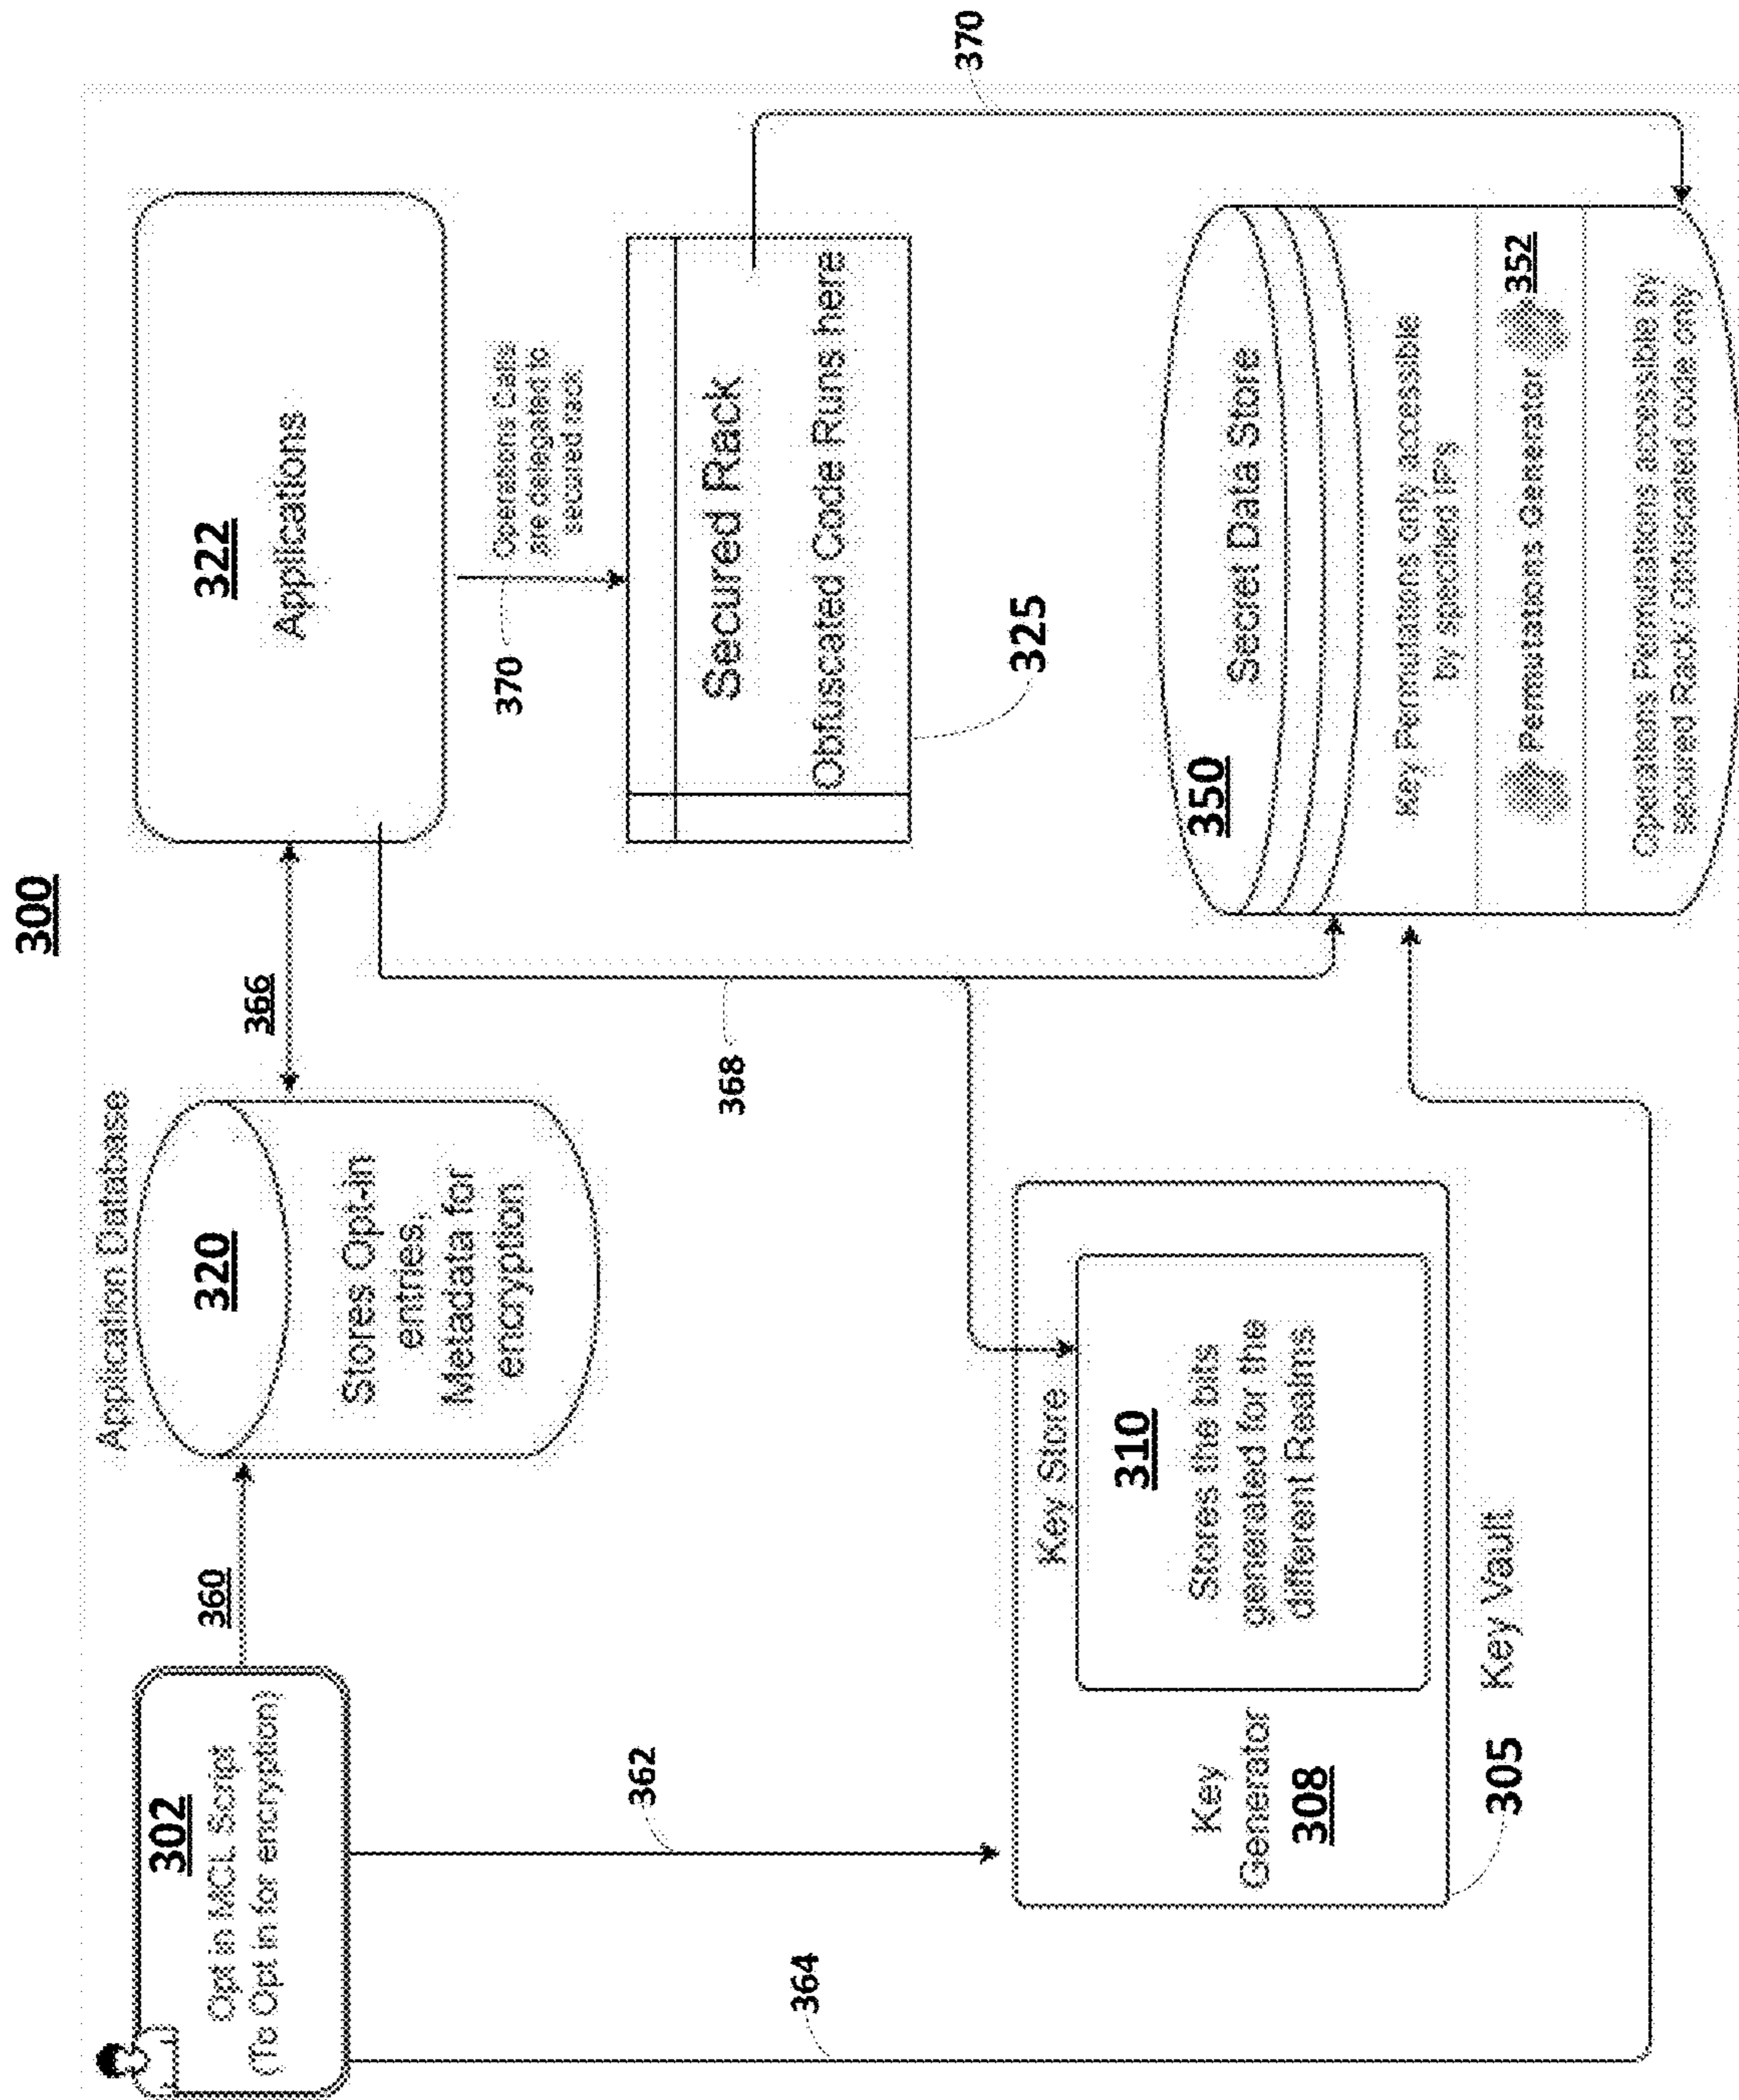 300
302
Opt in MCL Script
(To Opt in for encryption)
360
Application Database
320
Stores Opt-in
entries,
Metadata for
encryption
366
322
Applications
362
364
368
370
Operations Calls
are delegated to
secured rack
Secured Rack
Obfuscated Code Runs here
325
370
Key Store
310
Stores the bits
generated for the
different Realms
Key
Generator
308
305
Key Vault
350
Secret Data Store
Key Permutations only accessible
by specified IPs
Permutations Generator
352
Operations Permutations accessible by
secured Rack/ Obfuscated code only